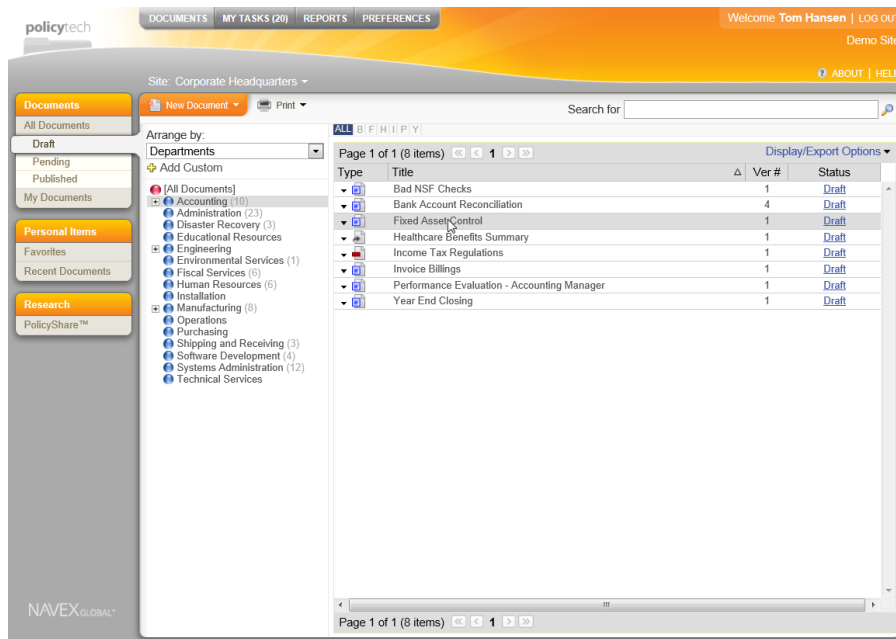 policytech
DOCUMENTS MY TASKS (20) REPORTS PREFERENCES
Welcome Tom Hansen | LOG OUT
Demo Site
ABOUT | HELP
Site: Corporate Headquarters
Documents
All Documents
Draft
Pending
Published
My Documents
Personal Items
Favorites
Recent Documents
Research
PolicyShare™
NAVEX GLOBAL™
New Document Print
Search for
Arrange by:
Departments
Add Custom
[All Documents]
Accounting (10)
Administration (23)
Disaster Recovery (3)
Educational Resources
Engineering
Environmental Services (1)
Fiscal Services (6)
Human Resources (6)
Installation
Manufacturing (8)
Operations
Purchasing
Shipping and Receiving (3)
Software Development (4)
Systems Administration (12)
Technical Services
ALL B F H I P Y
Page 1 of 1 (8 items) 1
Display/Export Options
Type Title Ver # Status
Bad NSF Checks 1 Draft
Bank Account Reconciliation 4 Draft
Fixed Asset Control 1 Draft
Healthcare Benefits Summary 1 Draft
Income Tax Regulations 1 Draft
Invoice Billings 1 Draft
Performance Evaluation - Accounting Manager 1 Draft
Year End Closing 1 Draft
Page 1 of 1 (8 items) 1